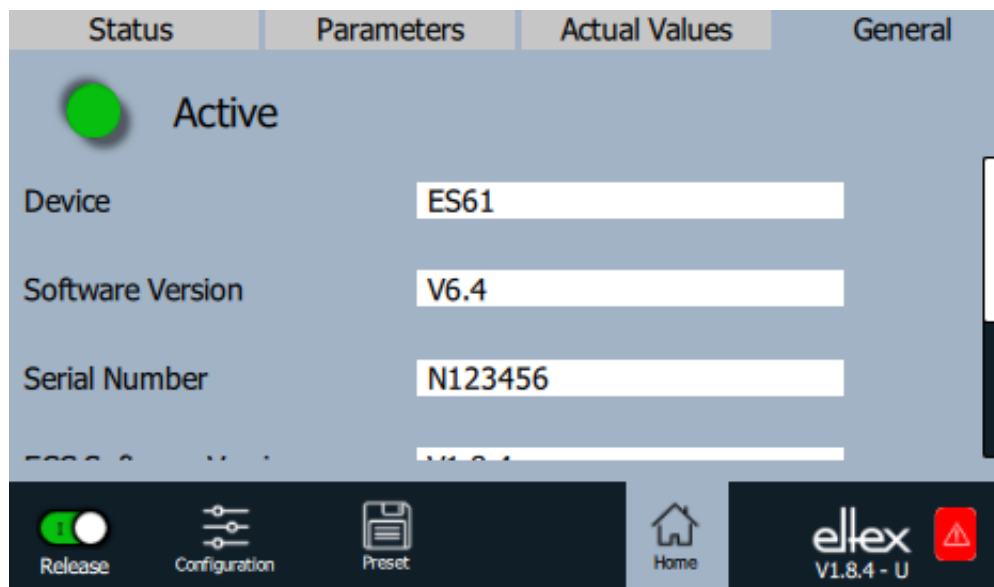 Status Parameters Actual Values General
Active
Device ES61
Software Version V6.4
Serial Number N123456
I
Release Configuration Preset Home eltex
V1.8.4 - U